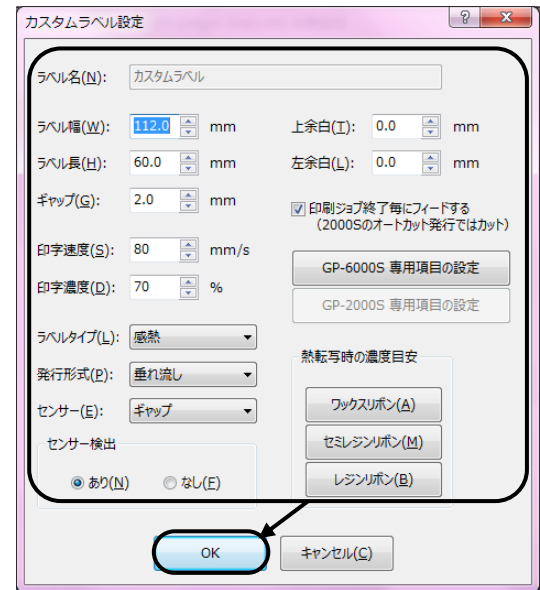 カスタムラベル設定
ラベル名(N): カスタムラベル
ラベル幅(W): 112.0 mm 上余白(T): 0.0 mm
ラベル長(H): 60.0 mm 左余白(L): 0.0 mm
ギャップ(G): 2.0 mm
印刷ジョブ終了毎にフィードする
(2000Sのオートカット発行ではカット)
印字速度(S): 80 mm/s
GP-6000S 専用項目の設定
印字濃度(D): 70 %
GP-2000S 専用項目の設定
ラベルタイプ(L): 感熱
熱転写時の濃度目安
発行形式(P): 垂れ流し
ワックスリボン(A)
センサー(E): ギャップ
センサー検出
セミレジンリボン(M)
あり(N) なし(F)
レジンリボン(B)
OK キャンセル(C)